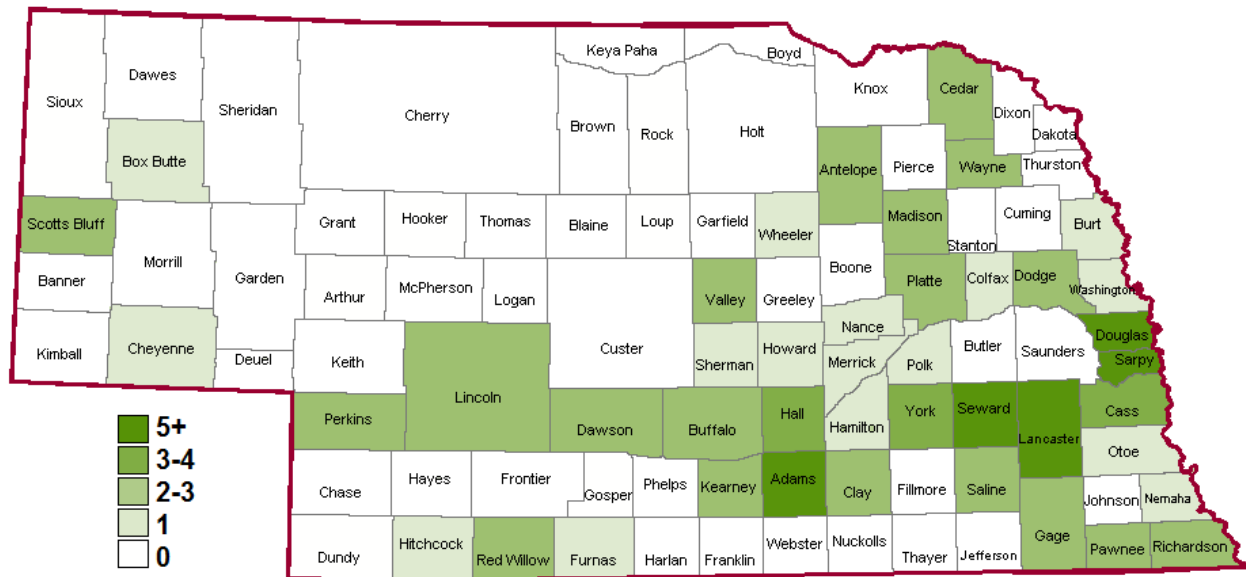 Keya Paha
Boyd
Dawes
Knox
Cedar
Sioux
Sheridan
Cherry
Brown
Rock
Holt
Dixon
Dakota
Box Butte
Antelope
Pierce
Wayne
Thurston
Scotts Bluff
Grant
Hooker
Thomas
Blaine
Loup
Garfield
Wheeler
Madison
Stanton
Cuming
Burt
Banner
Morrill
Garden
Arthur
McPherson
Logan
Valley
Greeley
Boone
Platte
Colfax
Dodge
Washington
Kimball
Cheyenne
Deuel
Keith
Custer
Sherman
Howard
Nance
Merrick
Polk
Butler
Saunders
Douglas
Sarpy
Perkins
Lincoln
Dawson
Buffalo
Hall
Hamilton
York
Seward
Lancaster
Cass
Otoe
Chase
Hayes
Frontier
Gosper
Phelps
Kearney
Adams
Clay
Fillmore
Saline
Johnson
Nemaha
Dundy
Hitchcock
Red Willow
Furnas
Harlan
Franklin
Webster
Nuckolls
Thayer
Jefferson
Gage
Pawnee
Richardson
5+
3-4
2-3
1
0